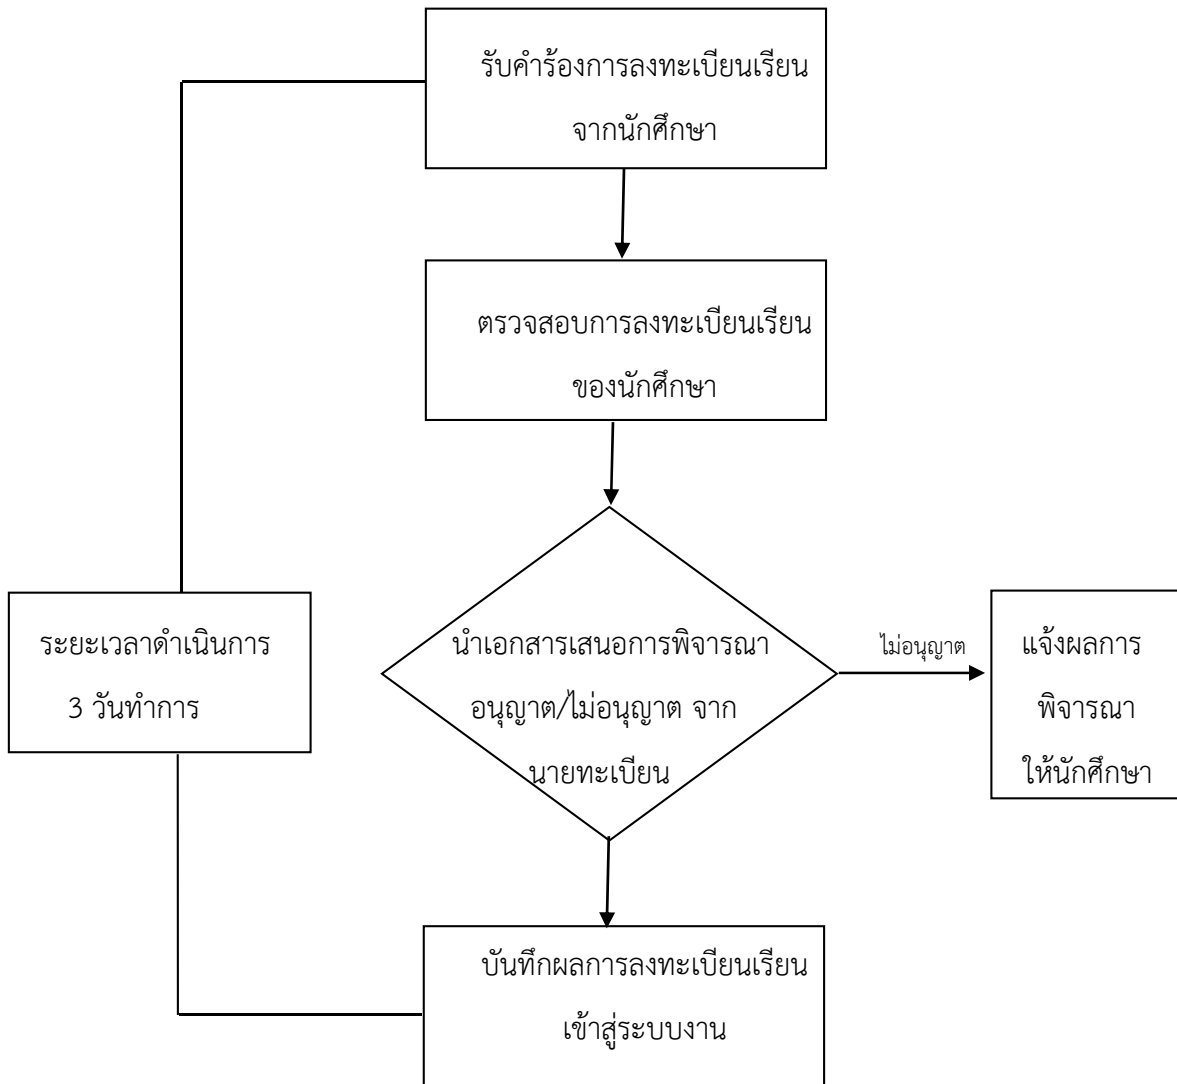 รับคำร้องการลงทะเบียนเรียน
จากนักศึกษา
ตรวจสอบการลงทะเบียนเรียน
ของนักศึกษา
ระยะเวลาดำเนินการ
3 วันทำการ
นำเอกสารเสนอการพิจารณา
อนุญาต/ไม่อนุญาต จาก
นายทะเบียน
ไม่อนุญาต
แจ้งผลการ
พิจารณา
ให้นักศึกษา
บันทึกผลการลงทะเบียนเรียน
เข้าสู่ระบบงาน